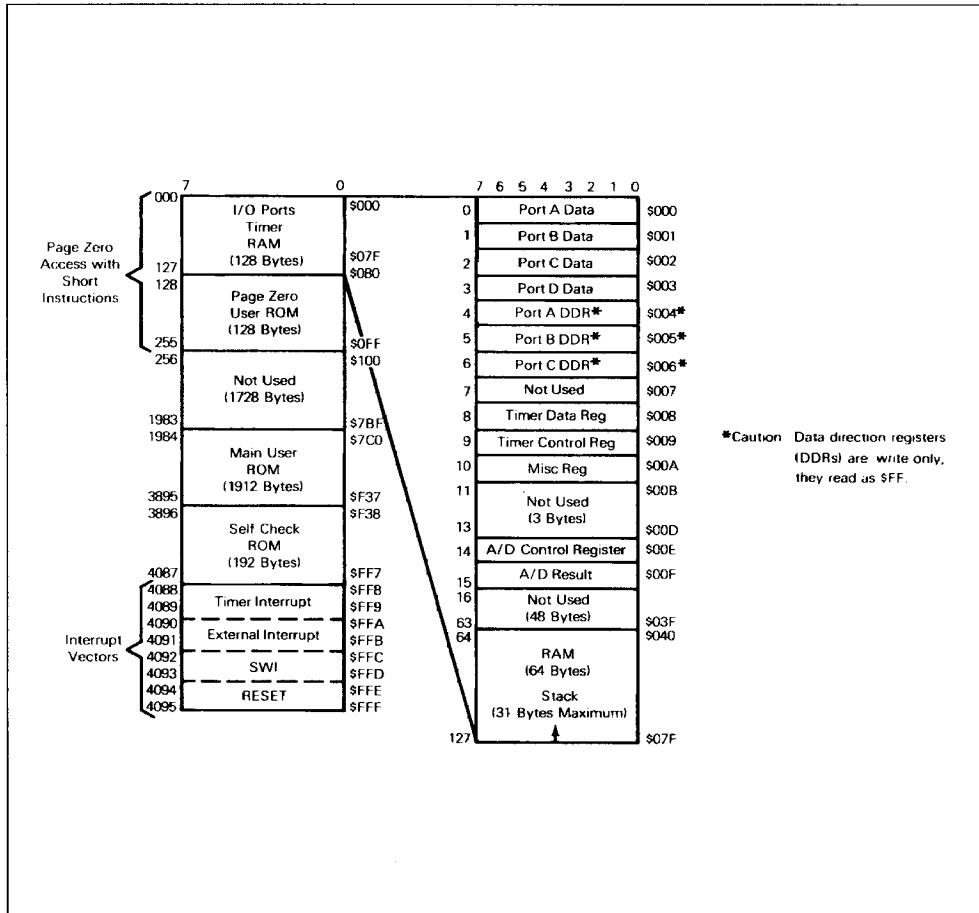 7 0
000
I/O Ports
Timer
RAM
(128 Bytes)
$000
$07F
127
128
Page Zero
User ROM
(128 Bytes)
$080
$0FF
Page Zero
Access with
Short
Instructions
255
256
Not Used
(1728 Bytes)
$100
$7BF
1983
1984
Main User
ROM
(1912 Bytes)
$7C0
$F37
3895
3896
Self Check
ROM
(192 Bytes)
$F38
$FF7
4087
4088
4089
Timer Interrupt
$FF8
$FF9
4090
4091
External Interrupt
$FFA
$FFB
4092
4093
SWI
$FFC
$FFD
4094
4095
RESET
$FFE
$FFF
Interrupt
Vectors
7 6 5 4 3 2 1 0
0 Port A Data $000
1 Port B Data $001
2 Port C Data $002
3 Port D Data $003
4 Port A DDR* $004*
5 Port B DDR* $005*
6 Port C DDR* $006*
7 Not Used $007
8 Timer Data Reg $008
9 Timer Control Reg $009
10 Misc Reg $00A
11 $00B
Not Used
(3 Bytes)
13 $00D
14 A/D Control Register $00E
15 A/D Result $00F
16
Not Used
(48 Bytes)
63 $03F
64 $040
RAM
(64 Bytes)
Stack
(31 Bytes Maximum)
127 $07F
*Caution Data direction registers
(DDRs) are write only,
they read as $FF.